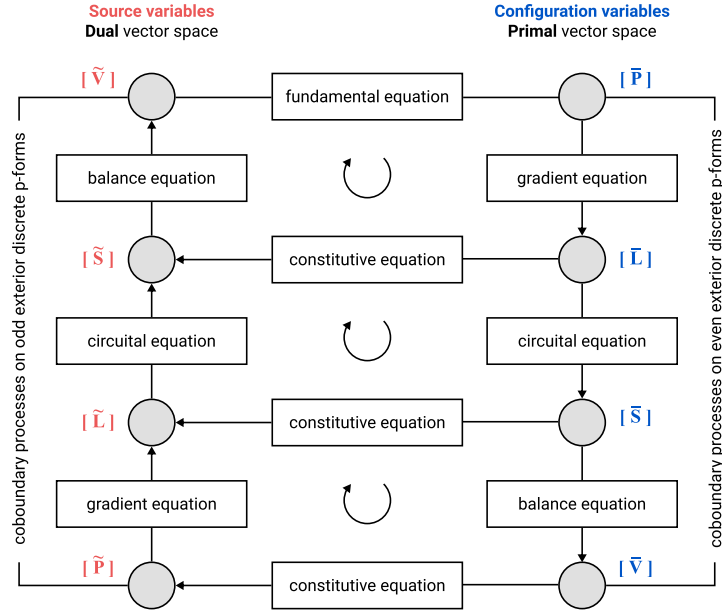 Source variables
Dual vector space
Configuration variables
Primal vector space
[ Ṽ ]
fundamental equation
[ P̅ ]
balance equation
gradient equation
[ S̃ ]
constitutive equation
[ L̅ ]
circuital equation
circuital equation
[ L̃ ]
constitutive equation
[ S̅ ]
gradient equation
balance equation
[ P̃ ]
constitutive equation
[ V̅ ]
coboundary processes on odd exterior discrete p-forms
coboundary processes on even exterior discrete p-forms